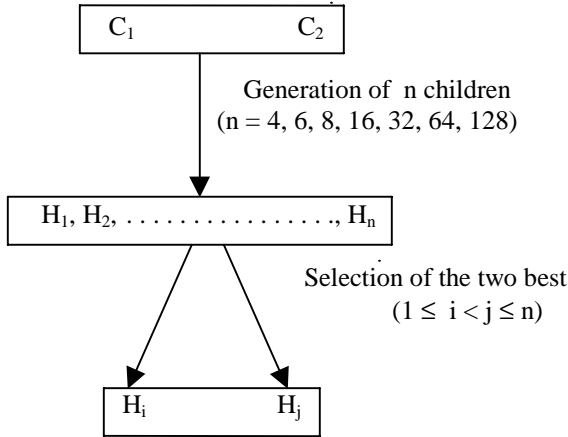 C₁ C₂
Generation of n children
(n = 4, 6, 8, 16, 32, 64, 128)
H₁, H₂, . . . . . . . . . . . . . . . . ., Hₙ
Selection of the two best
(1 ≤ i < j ≤ n)
Hᵢ Hⱼ